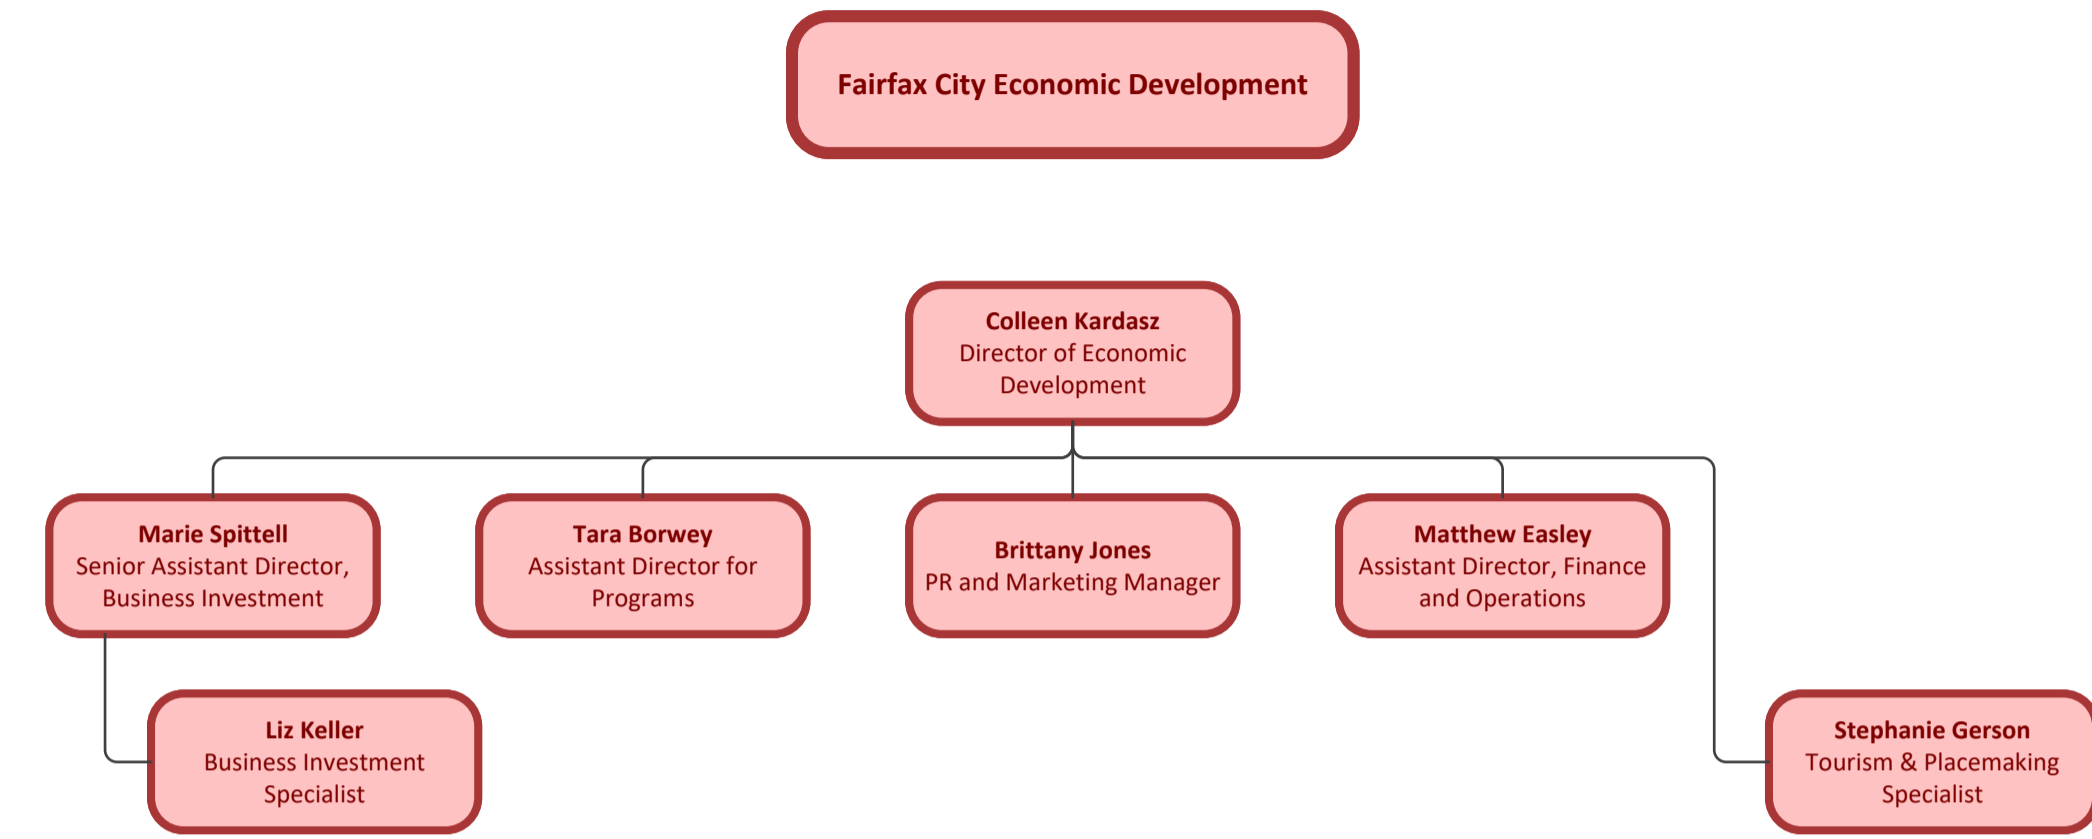 Fairfax City Economic Development
Colleen Kardasz
Director of Economic
Development
Marie Spittell
Senior Assistant Director,
Business Investment
Tara Borwey
Assistant Director for
Programs
Brittany Jones
PR and Marketing Manager
Matthew Easley
Assistant Director, Finance
and Operations
Liz Keller
Business Investment
Specialist
Stephanie Gerson
Tourism & Placemaking
Specialist